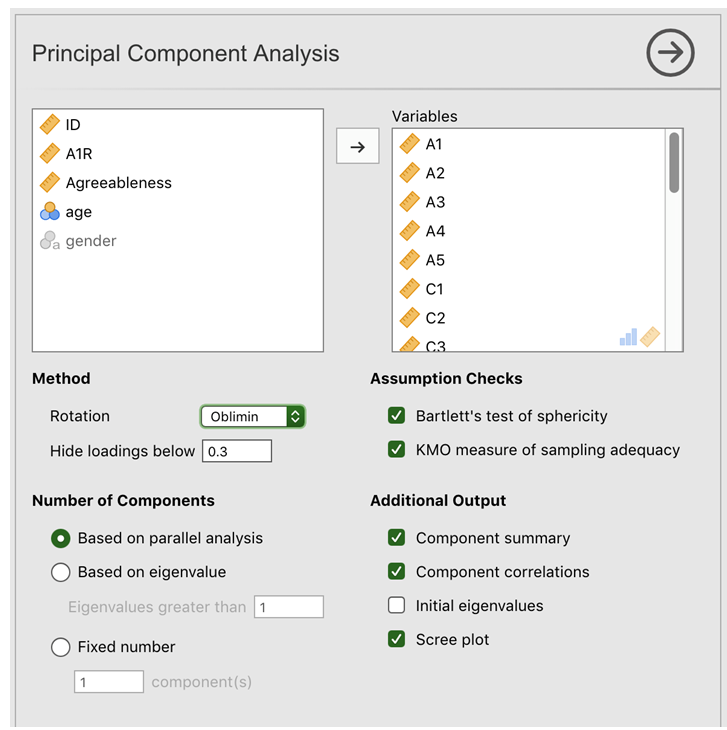 Principal Component Analysis
ID
A1R
Agreeableness
age
a gender
Variables
A1
A2
A3
A4
A5
C1
C2
C3
Method
Rotation Oblimin
Hide loadings below 0.3
Assumption Checks
Bartlett's test of sphericity
KMO measure of sampling adequacy
Number of Components
Based on parallel analysis
Based on eigenvalue
Eigenvalues greater than 1
Fixed number
1 component(s)
Additional Output
Component summary
Component correlations
Initial eigenvalues
Scree plot